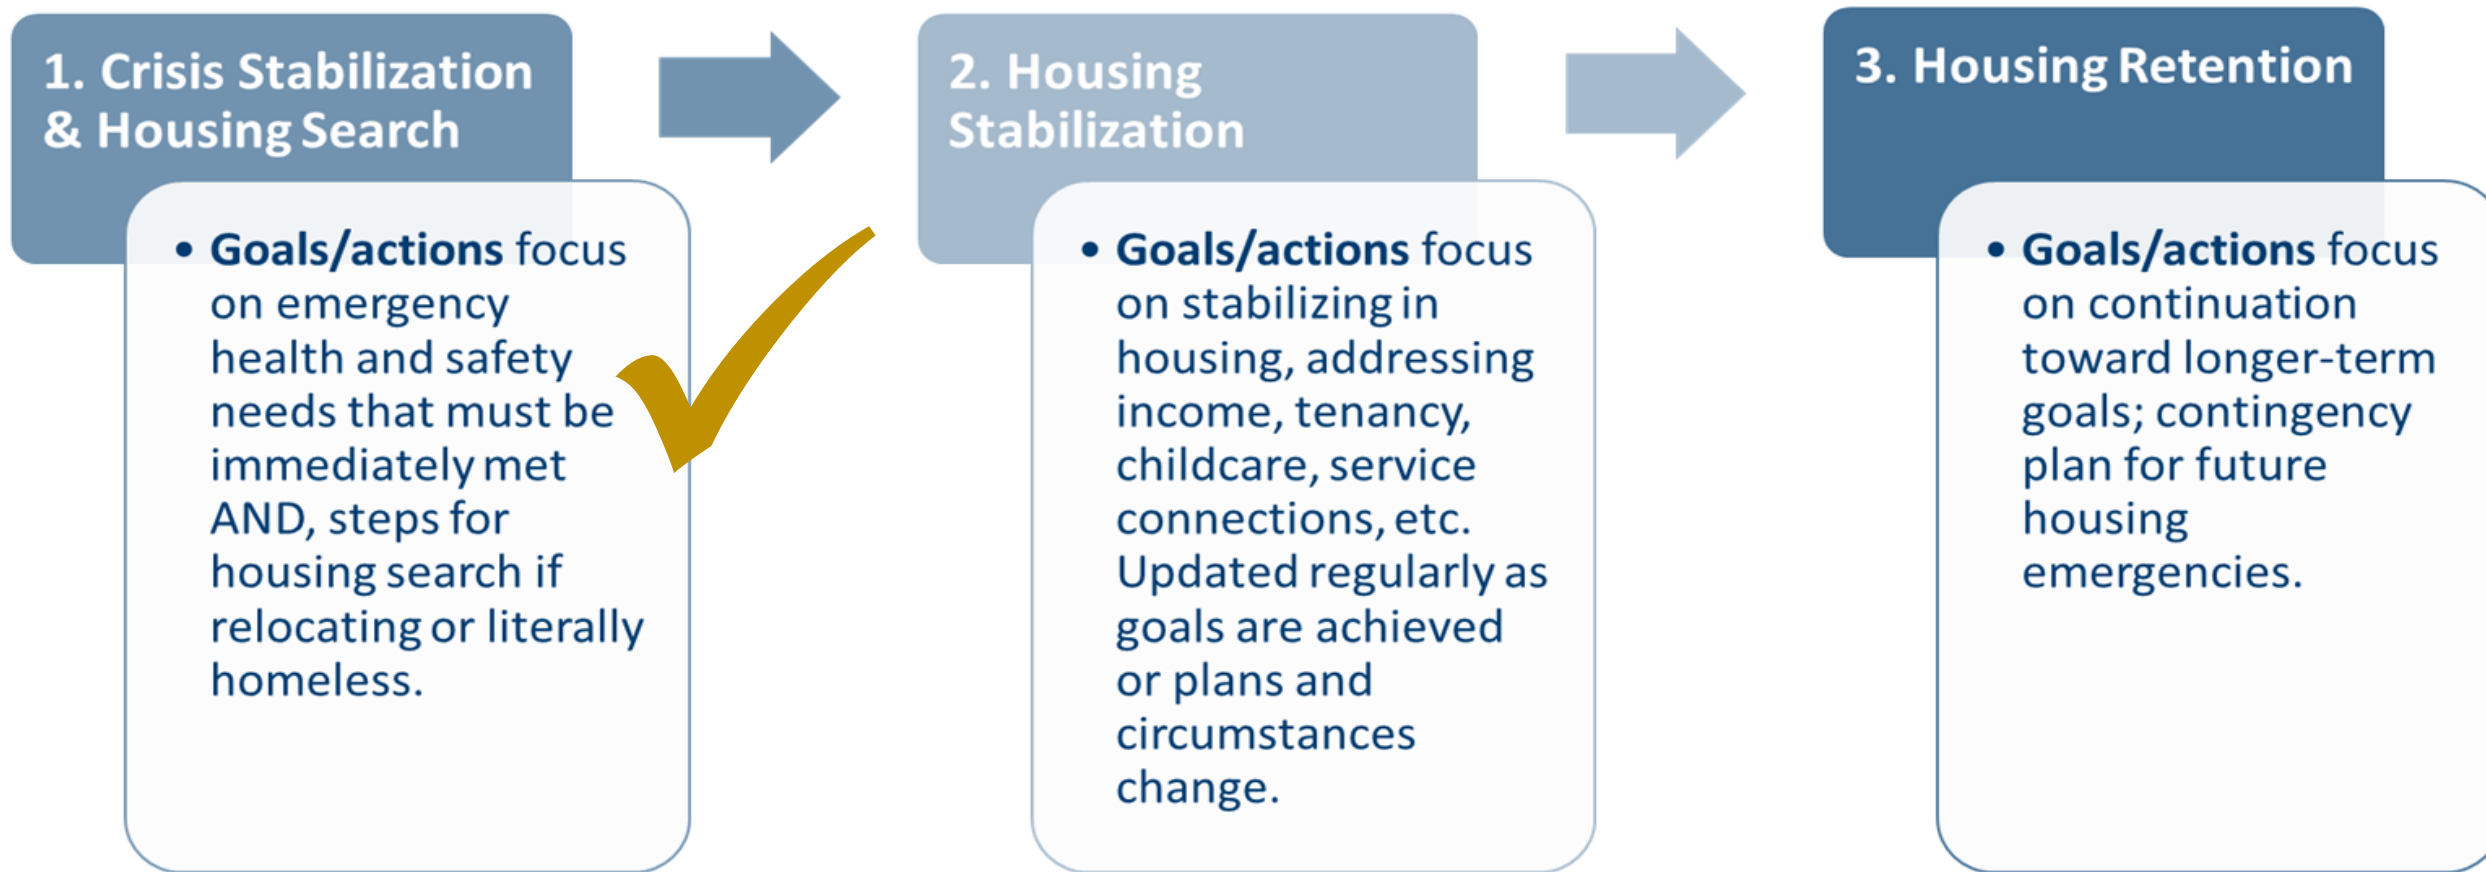 1. Crisis Stabilization
& Housing Search
• Goals/actions focus
on emergency
health and safety
needs that must be
immediately met
AND, steps for
housing search if
relocating or literally
homeless.
2. Housing
Stabilization
• Goals/actions focus
on stabilizing in
housing, addressing
income, tenancy,
childcare, service
connections, etc.
Updated regularly as
goals are achieved
or plans and
circumstances
change.
3. Housing Retention
• Goals/actions focus
on continuation
toward longer-term
goals; contingency
plan for future
housing
emergencies.